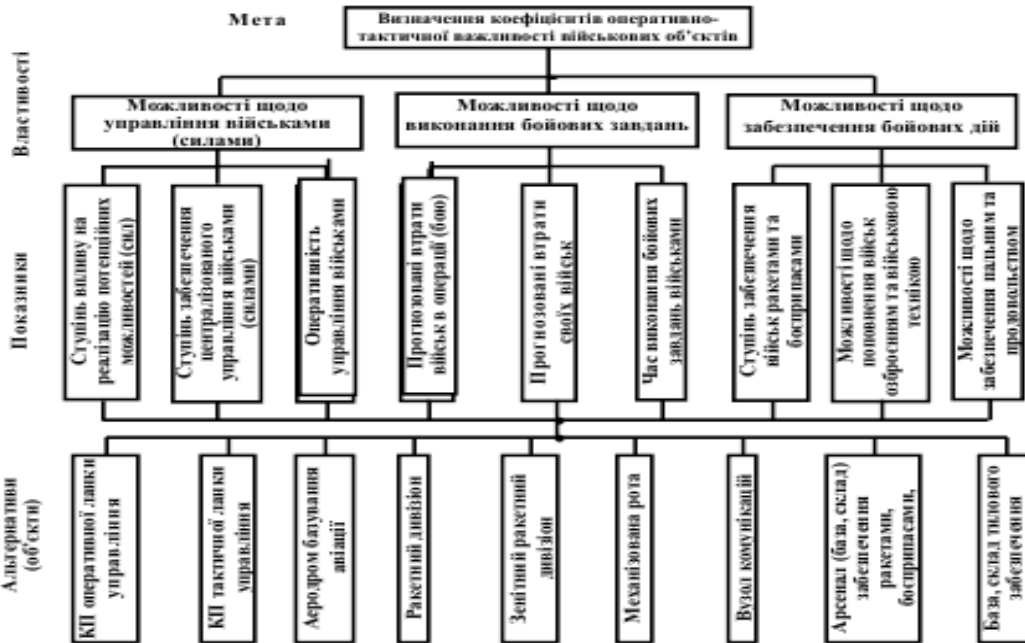 Мета
Визначення коефіцієнтів оперативно-
тактичної важливості військових об’єктів
Властивості
Можливості щодо
управління військами
(силами)
Можливості щодо
виконання бойових завдань
Можливості щодо
забезпечення бойових дій
Показники
Ступінь впливу на
реалізацію потенційних
можливостей (сил)
Ступінь забезпечення
централізованого
управління військами
(силами)
Оперативність
управління військами
Прогнозовані втрати
військ в операції (бою)
Прогнозовані втрати
своїх військ
Час виконання бойових
завдань військами
Ступінь забезпечення
військ ракетами та
боєприпасами
Можливості щодо
поповнення військ
озброєнням та військовою
технікою
Можливості щодо
забезпечення пальним та
продовольством
Альтернативи
(об’єкти)
КП оперативної ланки
управління
КП тактичної ланки
управління
Аеродром базування
авіації
Ракетний дивізіон
Зенітний ракетний
дивізіон
Механізована рота
Вузол комунікацій
Арсенал (база, склад)
забезпечення
ракетами,
боєприпасами,
База, склад тилового
забезпечення